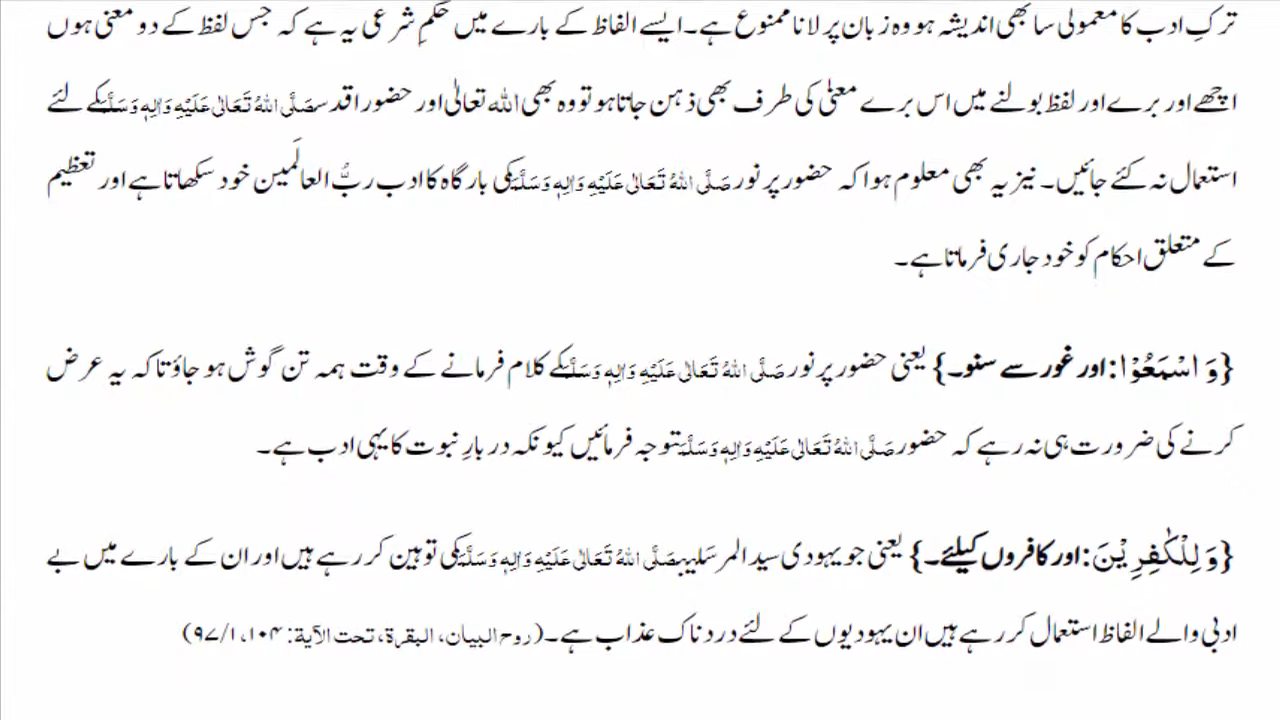 ترکِ ادب کا معمولی سا بھی اندیشہ ہو وہ زبان پر لانا ممنوع ہے۔ ایسے الفاظ کے بارے میں حکمِ شرعی یہ ہے کہ جس لفظ کے دو معنی ہوں
اچھے اور برے اور لفظ بولنے میں اس برے معنیٰ کی طرف بھی ذہن جاتا ہو تو وہ بھی اللہ تعالیٰ اور حضور اقدس صَلَّی اللہُ تَعَالٰی عَلَیْہِ وَاٰلِہٖ وَسَلَّمَ کے لئے
استعمال نہ کئے جائیں۔ نیز یہ بھی معلوم ہوا کہ حضور پر نور صَلَّی اللہُ تَعَالٰی عَلَیْہِ وَاٰلِہٖ وَسَلَّمَ کی بارگاہ کا ادب ربُّ العالَمین خود سکھاتا ہے اور تعظیم
کے متعلق احکام کو خود جاری فرماتا ہے۔
{وَ اسْمَعُوْا: اور غور سے سنو۔} یعنی حضور پر نور صَلَّی اللہُ تَعَالٰی عَلَیْہِ وَاٰلِہٖ وَسَلَّمَ کے کلام فرمانے کے وقت ہمہ تن گوش ہو جاؤ تاکہ یہ عرض
کرنے کی ضرورت ہی نہ رہے کہ حضور صَلَّی اللہُ تَعَالٰی عَلَیْہِ وَاٰلِہٖ وَسَلَّمَ توجہ فرمائیں کیونکہ دربارِ نبوت کا یہی ادب ہے۔
{وَ لِلْكٰفِرِیْنَ: اور کافروں کیلئے۔} یعنی جو یہودی سید المرسَلین صَلَّی اللہُ تَعَالٰی عَلَیْہِ وَاٰلِہٖ وَسَلَّمَ کی توہین کر رہے ہیں اور ان کے بارے میں بے
ادبی والے الفاظ استعمال کر رہے ہیں ان یہودیوں کے لئے دردناک عذاب ہے۔ (روح البیان، البقرۃ، تحت الآیۃ: ۱۰۴، ۱/۹۷)